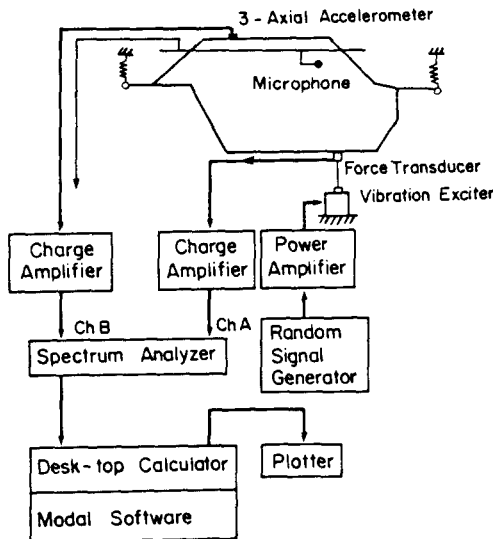 3-Axial Accelerometer
Microphone
Force Transducer
Vibration Exciter
Charge
Amplifier
Charge
Amplifier
Power
Amplifier
Ch B
Ch A
Spectrum Analyzer
Random
Signal
Generator
Desk-top Calculator
Plotter
Modal Software